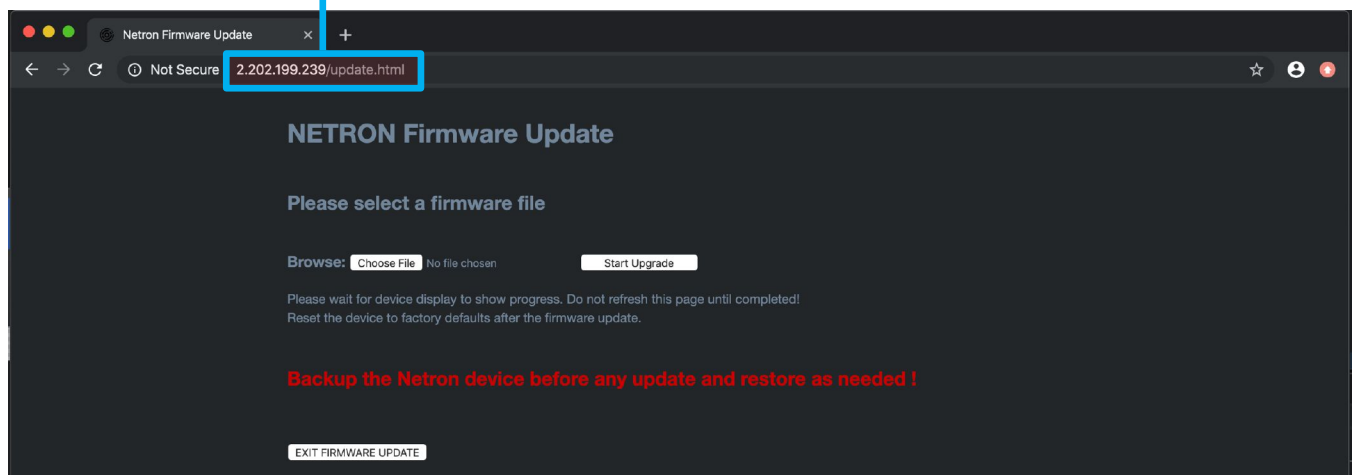 Netron Firmware Update
Not Secure 2.202.199.239/update.html
NETRON Firmware Update
Please select a firmware file
Browse: Choose File No file chosen Start Upgrade
Please wait for device display to show progress. Do not refresh this page until completed!
Reset the device to factory defaults after the firmware update.
Backup the Netron device before any update and restore as needed !
EXIT FIRMWARE UPDATE